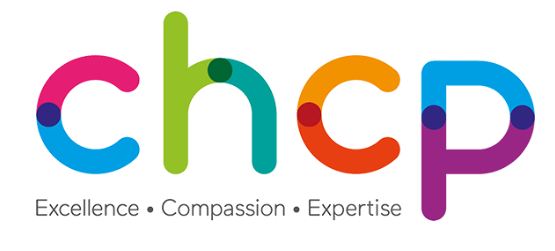 chcp
Excellence • Compassion • Expertise